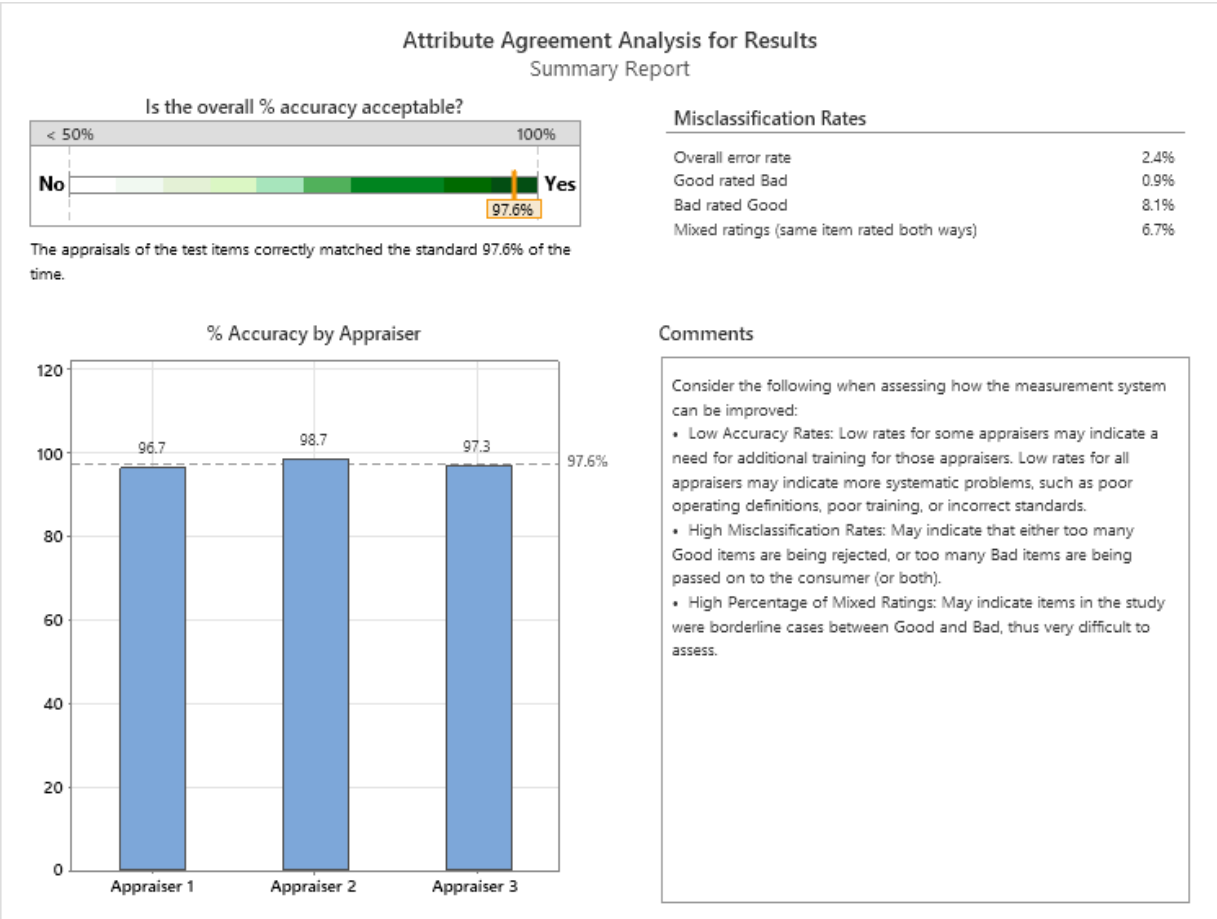 Attribute Agreement Analysis for Results
Summary Report
Is the overall % accuracy acceptable?
< 50% 100%
No Yes
97.6%
The appraisals of the test items correctly matched the standard 97.6% of the
time.
Misclassification Rates
Overall error rate 2.4%
Good rated Bad 0.9%
Bad rated Good 8.1%
Mixed ratings (same item rated both ways) 6.7%
% Accuracy by Appraiser
120
100
80
60
40
20
0
96.7 98.7 97.3
97.6%
Appraiser 1 Appraiser 2 Appraiser 3
Comments
Consider the following when assessing how the measurement system
can be improved:
• Low Accuracy Rates: Low rates for some appraisers may indicate a
need for additional training for those appraisers. Low rates for all
appraisers may indicate more systematic problems, such as poor
operating definitions, poor training, or incorrect standards.
• High Misclassification Rates: May indicate that either too many
Good items are being rejected, or too many Bad items are being
passed on to the consumer (or both).
• High Percentage of Mixed Ratings: May indicate items in the study
were borderline cases between Good and Bad, thus very difficult to
assess.